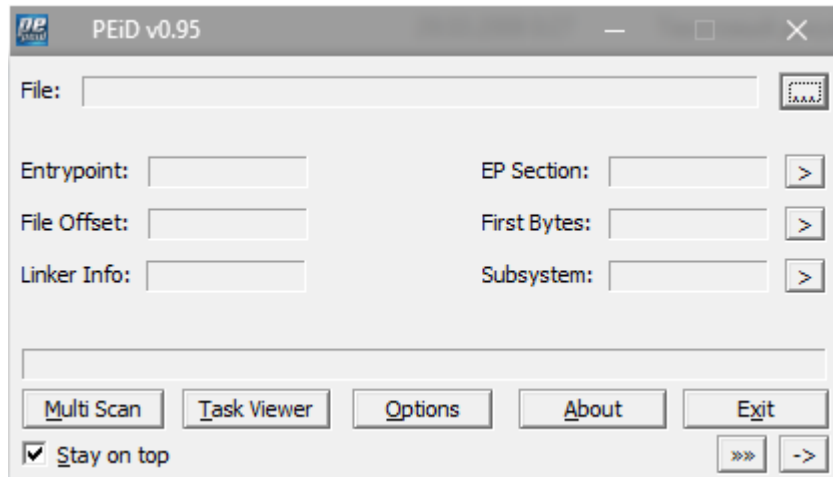 PEiD v0.95
File:
Entrypoint: EP Section: >
File Offset: First Bytes: >
Linker Info: Subsystem: >
Multi Scan Task Viewer Options About Exit
Stay on top »» ->